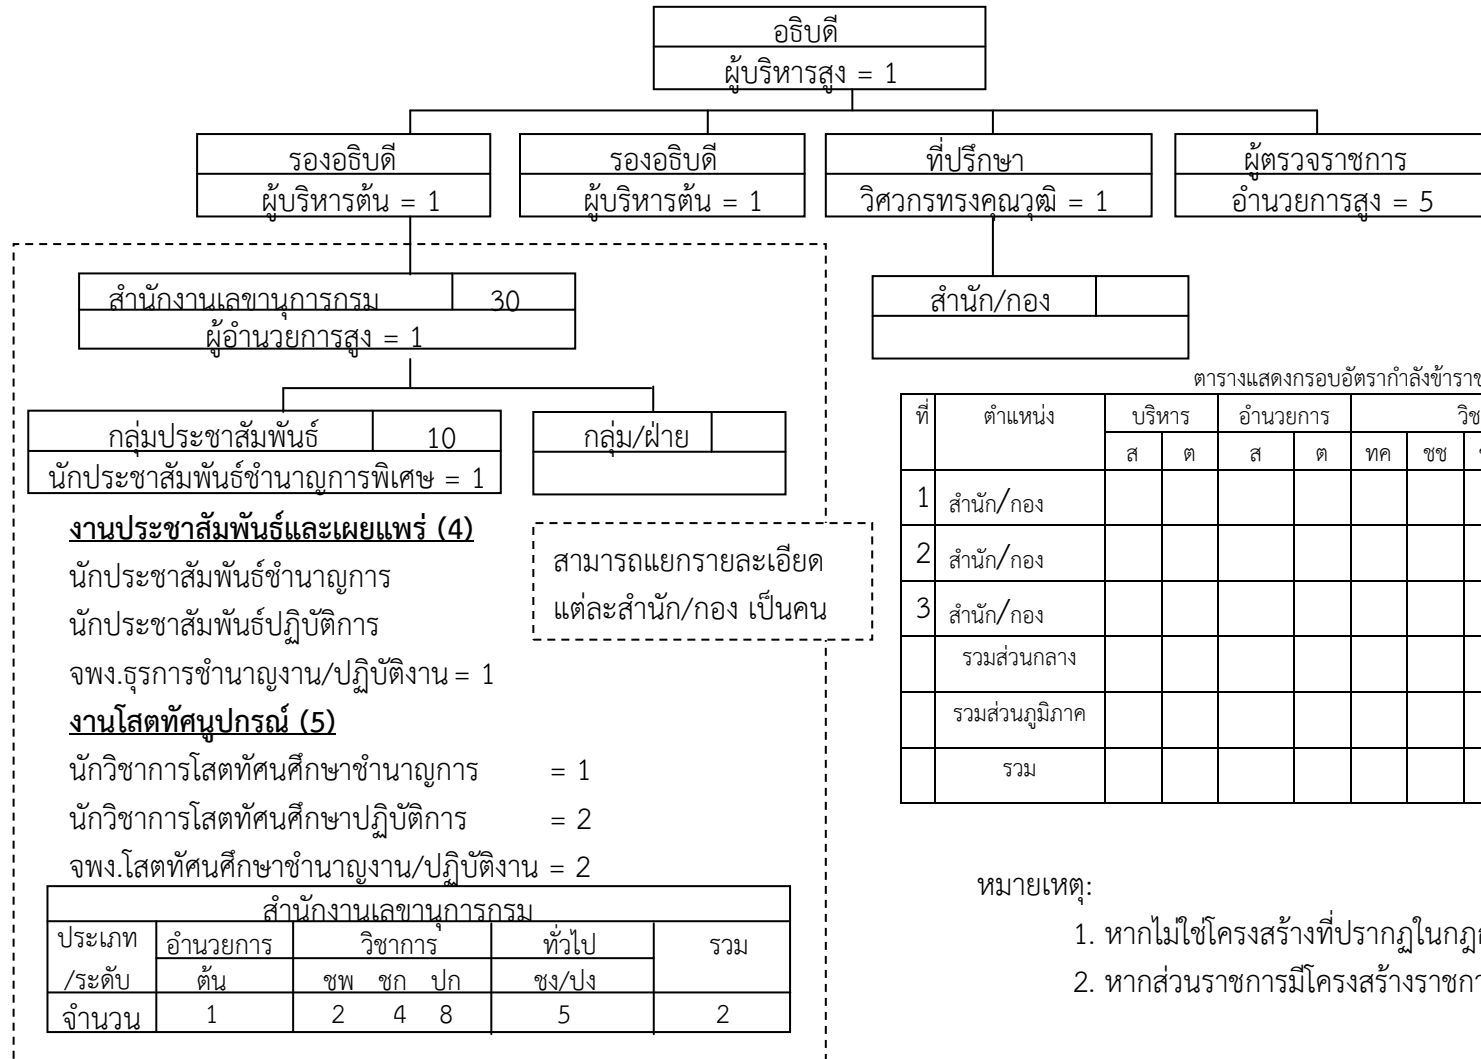 อธิบดี
ผู้บริหารสูง = 1
รองอธิบดี
ผู้บริหารต้น = 1
รองอธิบดี
ผู้บริหารต้น = 1
ที่ปรึกษา
วิศวกรทรงคุณวุฒิ = 1
ผู้ตรวจราชการ
อำนวยการสูง = 5
สำนักงานเลขานุการกรม 30
ผู้อำนวยการสูง = 1
สำนัก/กอง
กลุ่มประชาสัมพันธ์ 10
นักประชาสัมพันธ์ชำนาญการพิเศษ = 1
กลุ่ม/ฝ่าย
งานประชาสัมพันธ์และเผยแพร่ (4)
นักประชาสัมพันธ์ชำนาญการ
นักประชาสัมพันธ์ปฏิบัติการ
จพง.ธุรการชำนาญงาน/ปฏิบัติงาน = 1
งานโสตทัศนูปกรณ์ (5)
นักวิชาการโสตทัศนศึกษาชำนาญการ = 1
นักวิชาการโสตทัศนศึกษาปฏิบัติการ = 2
จพง.โสตทัศนศึกษาชำนาญงาน/ปฏิบัติงาน = 2
สามารถแยกรายละเอียด
แต่ละสำนัก/กอง เป็นคน
สำนักงานเลขานุการกรม
ประเภท อำนวยการ วิชาการ ทั่วไป รวม
/ระดับ ต้น ชพ ชก ปก ชง/ปง
จำนวน 1 2 4 8 5 2
ตารางแสดงกรอบอัตรากำลังข้าราช
ที่ ตำแหน่ง บริหาร อำนวยการ วิช
ส ต ส ต ทค ชช
1 สำนัก/กอง
2 สำนัก/กอง
3 สำนัก/กอง
รวมส่วนกลาง
รวมส่วนภูมิภาค
รวม
หมายเหตุ:
1. หากไม่ใช่โครงสร้างที่ปรากฏในกฎ
2. หากส่วนราชการมีโครงสร้างราชกา